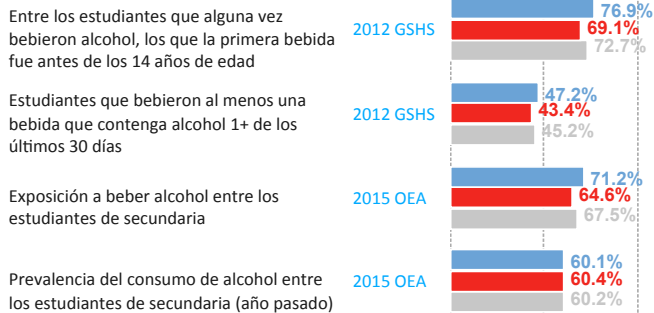 Entre los estudiantes que alguna vez
bebieron alcohol, los que la primera bebida
fue antes de los 14 años de edad
2012 GSHS
76.9%
69.1%
72.7%
Estudiantes que bebieron al menos una
bebida que contenga alcohol 1+ de los
últimos 30 días
2012 GSHS
47.2%
43.4%
45.2%
Exposición a beber alcohol entre los
estudiantes de secundaria
2015 OEA
71.2%
64.6%
67.5%
Prevalencia del consumo de alcohol entre
los estudiantes de secundaria (año pasado)
2015 OEA
60.1%
60.4%
60.2%